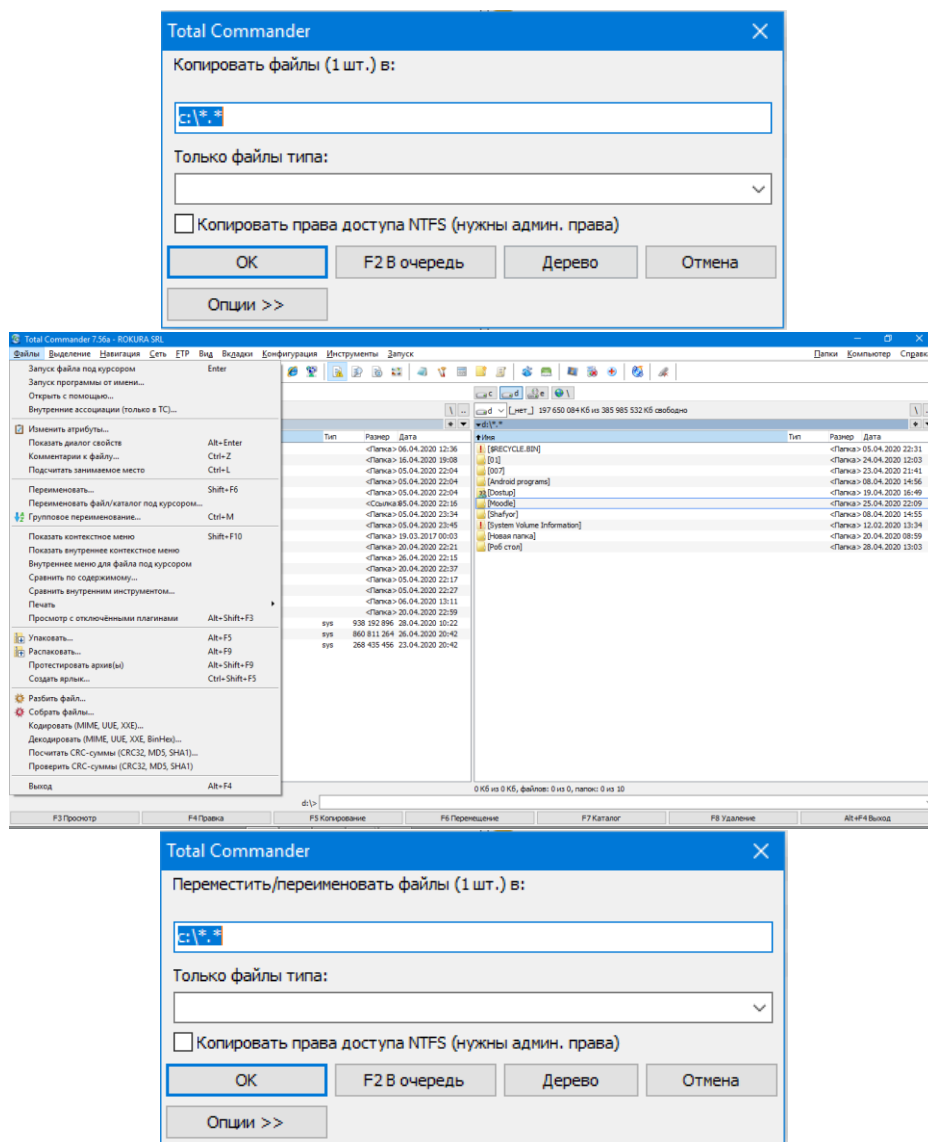 Total Commander
Копировать файлы (1 шт.) в:
c:\*.*
Только файлы типа:
Копировать права доступа NTFS (нужны админ. права)
OK F2 В очередь Дерево Отмена
Опции >>
Total Commander 7.56a - ROKURA SRL
Файлы Выделение Навигация Сеть FTP Вид Вкладки Конфигурация Инструменты Запуск Папки Компьютер Справка
Запуск файла под курсором Enter
Запуск программы от имени...
Открыть с помощью...
Внутренние ассоциации (только в TC)...
Изменить атрибуты...
Показать диалог свойств Alt+Enter
Комментарии к файлу... Ctrl+Z
Подсчитать занимаемое место Ctrl+L
Переименовать... Shift+F6
Переименовать файл/каталог под курсором...
Групповое переименование... Ctrl+M
Показать контекстное меню Shift+F10
Показать внутреннее контекстное меню
Внутреннее меню для файла под курсором
Сравнить по содержимому...
Сравнить внутренним инструментом...
Печать
Просмотр с отключёнными плагинами Alt+Shift+F3
Упаковать... Alt+F5
Распаковать... Alt+F9
Протестировать архив(ы) Alt+Shift+F9
Создать ярлык... Ctrl+Shift+F5
Разбить файл...
Собрать файлы...
Кодировать (MIME, UUE, XXE)...
Декодировать (MIME, UUE, XXE, BinHex)...
Посчитать CRC-суммы (CRC32, MD5, SHA1)...
Проверить CRC-суммы (CRC32, MD5, SHA1)
Выход Alt+F4
Тип Размер Дата
<Папка> 06.04.2020 12:36
<Папка> 16.04.2020 19:08
<Папка> 05.04.2020 22:04
<Папка> 05.04.2020 22:04
<Папка> 05.04.2020 22:04
<Ссылка> 05.04.2020 22:16
<Папка> 05.04.2020 23:34
<Папка> 05.04.2020 23:45
<Папка> 19.03.2017 00:03
<Папка> 20.04.2020 22:21
<Папка> 26.04.2020 22:15
<Папка> 20.04.2020 22:37
<Папка> 05.04.2020 22:17
<Папка> 05.04.2020 22:27
<Папка> 06.04.2020 13:11
<Папка> 20.04.2020 22:59
sys 938 192 896 28.04.2020 10:22
sys 860 811 264 26.04.2020 20:42
sys 268 435 456 23.04.2020 20:42
c d e \
d [_нет_] 197 650 084 Кб из 385 985 532 Кб свободно \ ..
d:\*.*
Имя Тип Размер Дата
[$RECYCLE.BIN] <Папка> 05.04.2020 22:31
[01] <Папка> 24.04.2020 12:03
[007] <Папка> 23.04.2020 21:41
[Android programs] <Папка> 08.04.2020 14:56
[Dostup] <Папка> 19.04.2020 16:49
[Moodle] <Папка> 25.04.2020 22:09
[Shafyor] <Папка> 08.04.2020 14:55
[System Volume Information] <Папка> 12.02.2020 13:34
[Новая папка] <Папка> 20.04.2020 08:59
[Роб стол] <Папка> 28.04.2020 13:03
0 Кб из 0 Кб, файлов: 0 из 0, папок: 0 из 10
d:\>
F3 Просмотр F4 Правка F5 Копирование F6 Перемещение F7 Каталог F8 Удаление Alt+F4 Выход
Total Commander
Переместить/переименовать файлы (1 шт.) в:
c:\*.*
Только файлы типа:
Копировать права доступа NTFS (нужны админ. права)
OK F2 В очередь Дерево Отмена
Опции >>